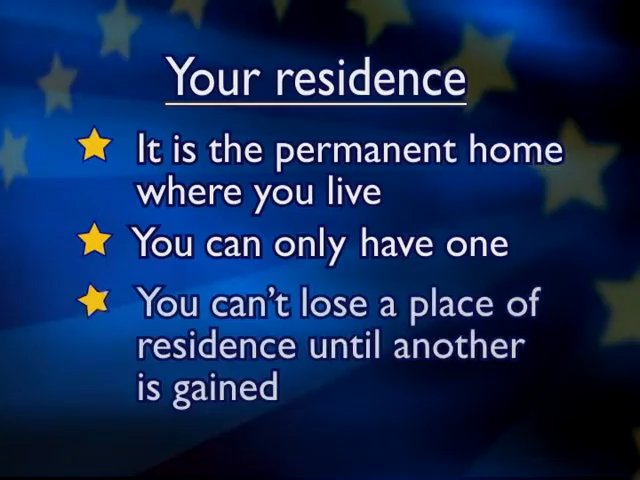 Your residence
It is the permanent home
where you live
You can only have one
You can't lose a place of
residence until another
is gained